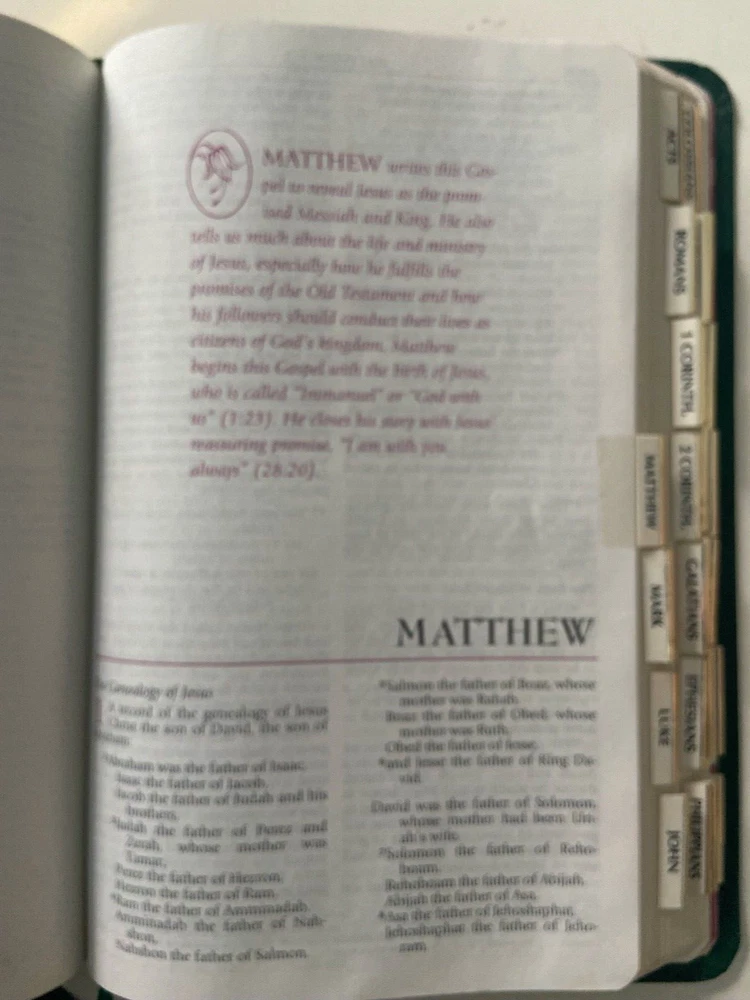 MATTHEW writes this Gos-
pel to reveal Jesus as the prom-
ised Messiah and King. He also
tells us much about the life and ministry
of Jesus, especially how he fulfills the
promises of the Old Testament and how
his followers should conduct their lives as
citizens of God's kingdom. Matthew
begins this Gospel with the birth of Jesus,
who is called "Immanuel" or "God with
us" (1:23). He closes his story with Jesus'
reassuring promise, "I am with you
always" (28:20).
MATTHEW
Genealogy of Jesus
A record of the genealogy of Jesus
Christ the son of David, the son of
Abraham was the father of Isaac,
Isaac the father of Jacob,
Jacob the father of Judah and his
brothers,
Judah the father of Perez and
Zerah, whose mother was
Tamar,
Perez the father of Hezron,
Hezron the father of Ram,
Ram the father of Amminadab,
Amminadab the father of Nah-
shon,
Nahshon the father of Salmon,
Salmon the father of Boaz, whose
mother was Rahab,
Boaz the father of Obed, whose
mother was Ruth,
Obed the father of Jesse,
and Jesse the father of King Da-
vid.
David was the father of Solomon,
whose mother had been Uri-
ah's wife,
Solomon the father of Reho-
boam,
Rehoboam the father of Abijah,
Abijah the father of Asa,
Asa the father of Jehoshaphat,
Jehoshaphat the father of Jeho-
ram,
ACTS
ROMANS
1 CORINTH.
2 CORINTH.
MATTHEW
GALATIANS
MARK
EPHESIANS
LUKE
PHILIPPIANS
JOHN